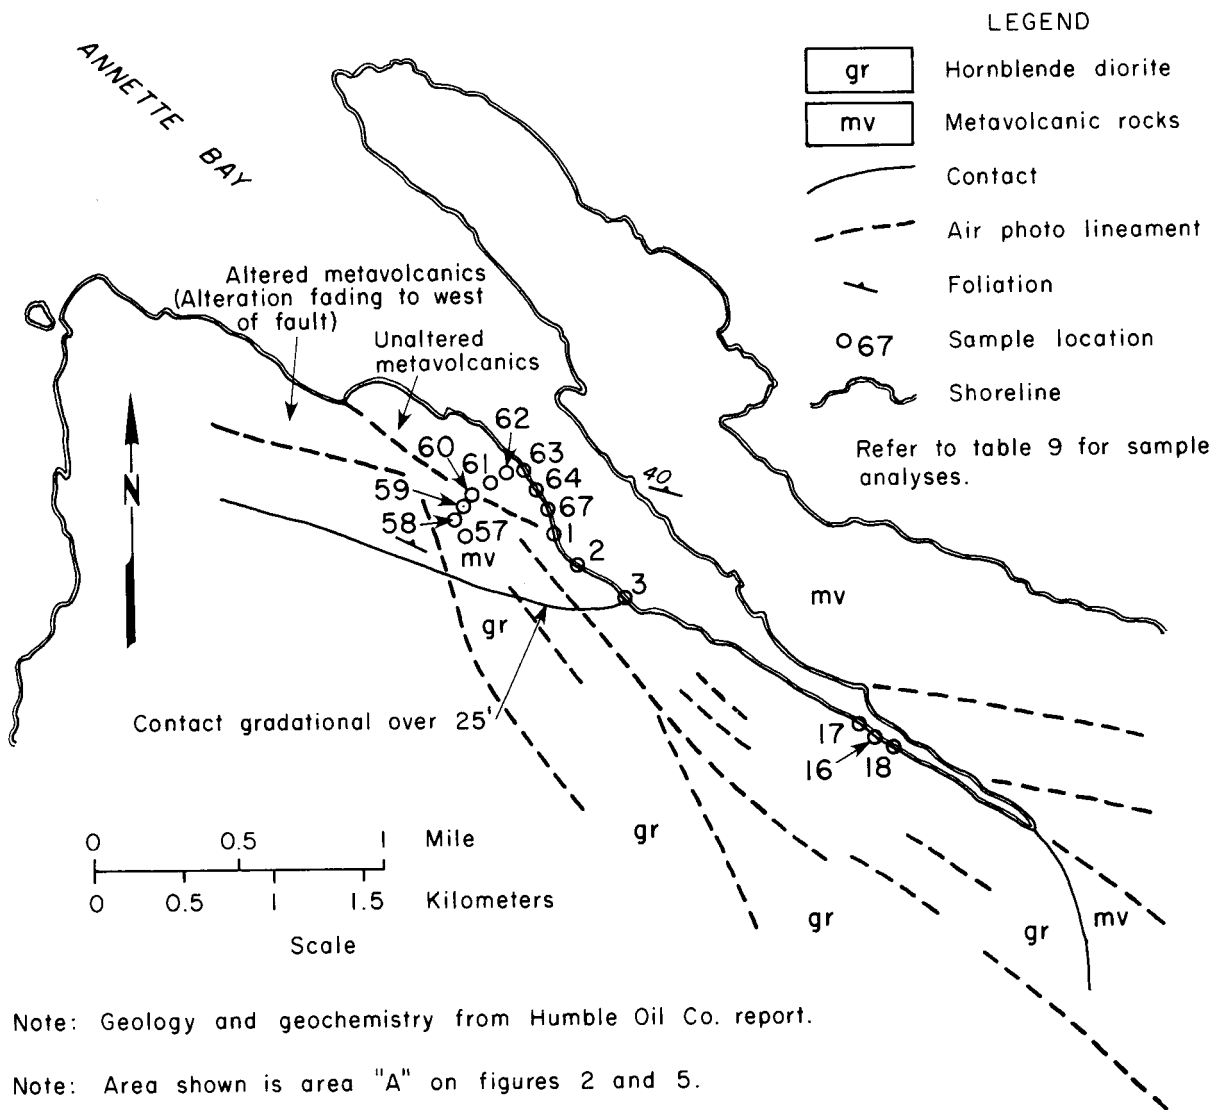 LEGEND
gr Hornblende diorite
mv Metavolcanic rocks
Contact
Air photo lineament
Foliation
67 Sample location
Shoreline
Refer to table 9 for sample
analyses.
ANNETTE BAY
Altered metavolcanics
(Alteration fading to west
of fault)
Unaltered
metavolcanics
62
60
61
63
64
59
67
58
57
1
2
3
40
N
mv
mv
gr
Contact gradational over 25'
17
16
18
gr
gr
gr
mv
0 0.5 1 Mile
0 0.5 1 1.5 Kilometers
Scale
Note: Geology and geochemistry from Humble Oil Co. report.
Note: Area shown is area "A" on figures 2 and 5.